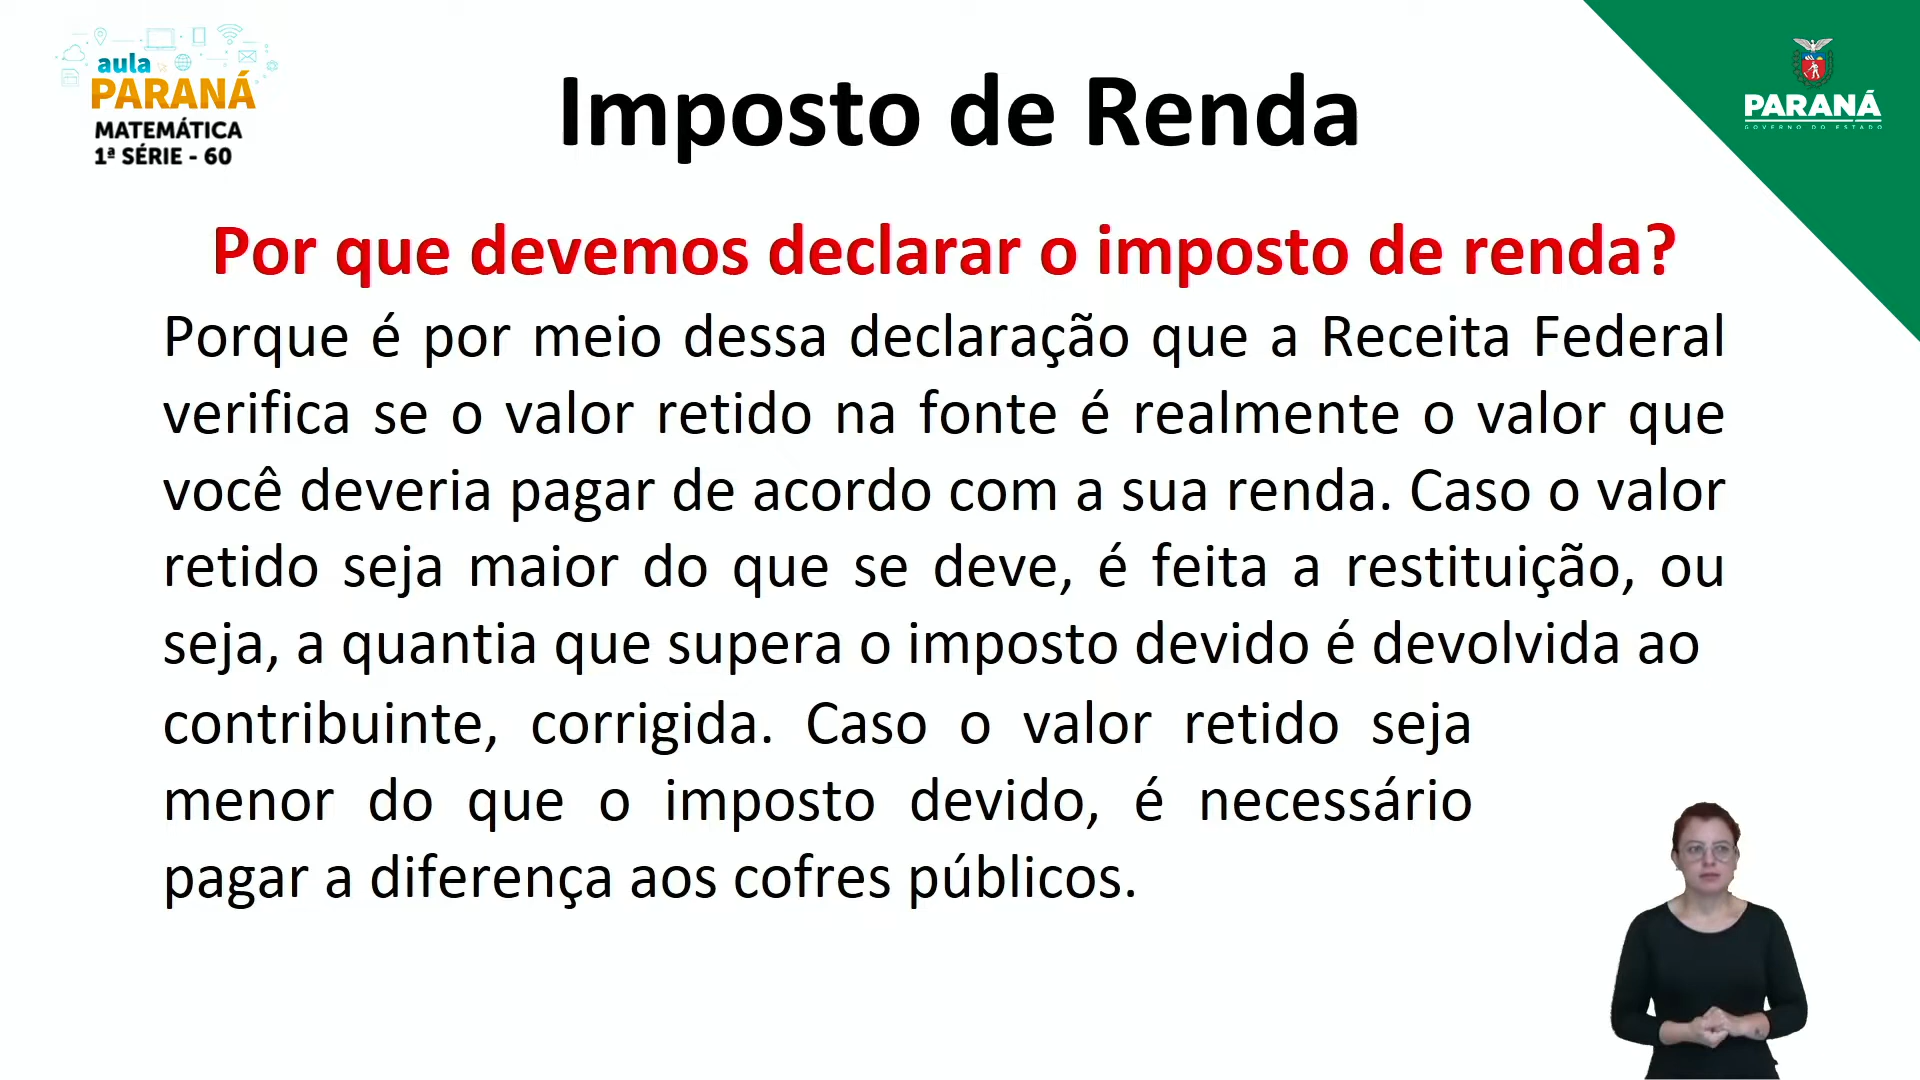 aula
PARANÁ
MATEMÁTICA
1ª SÉRIE - 60
Imposto de Renda
PARANÁ
GOVERNO DO ESTADO
Por que devemos declarar o imposto de renda?
Porque é por meio dessa declaração que a Receita Federal
verifica se o valor retido na fonte é realmente o valor que
você deveria pagar de acordo com a sua renda. Caso o valor
retido seja maior do que se deve, é feita a restituição, ou
seja, a quantia que supera o imposto devido é devolvida ao
contribuinte, corrigida. Caso o valor retido seja
menor do que o imposto devido, é necessário
pagar a diferença aos cofres públicos.